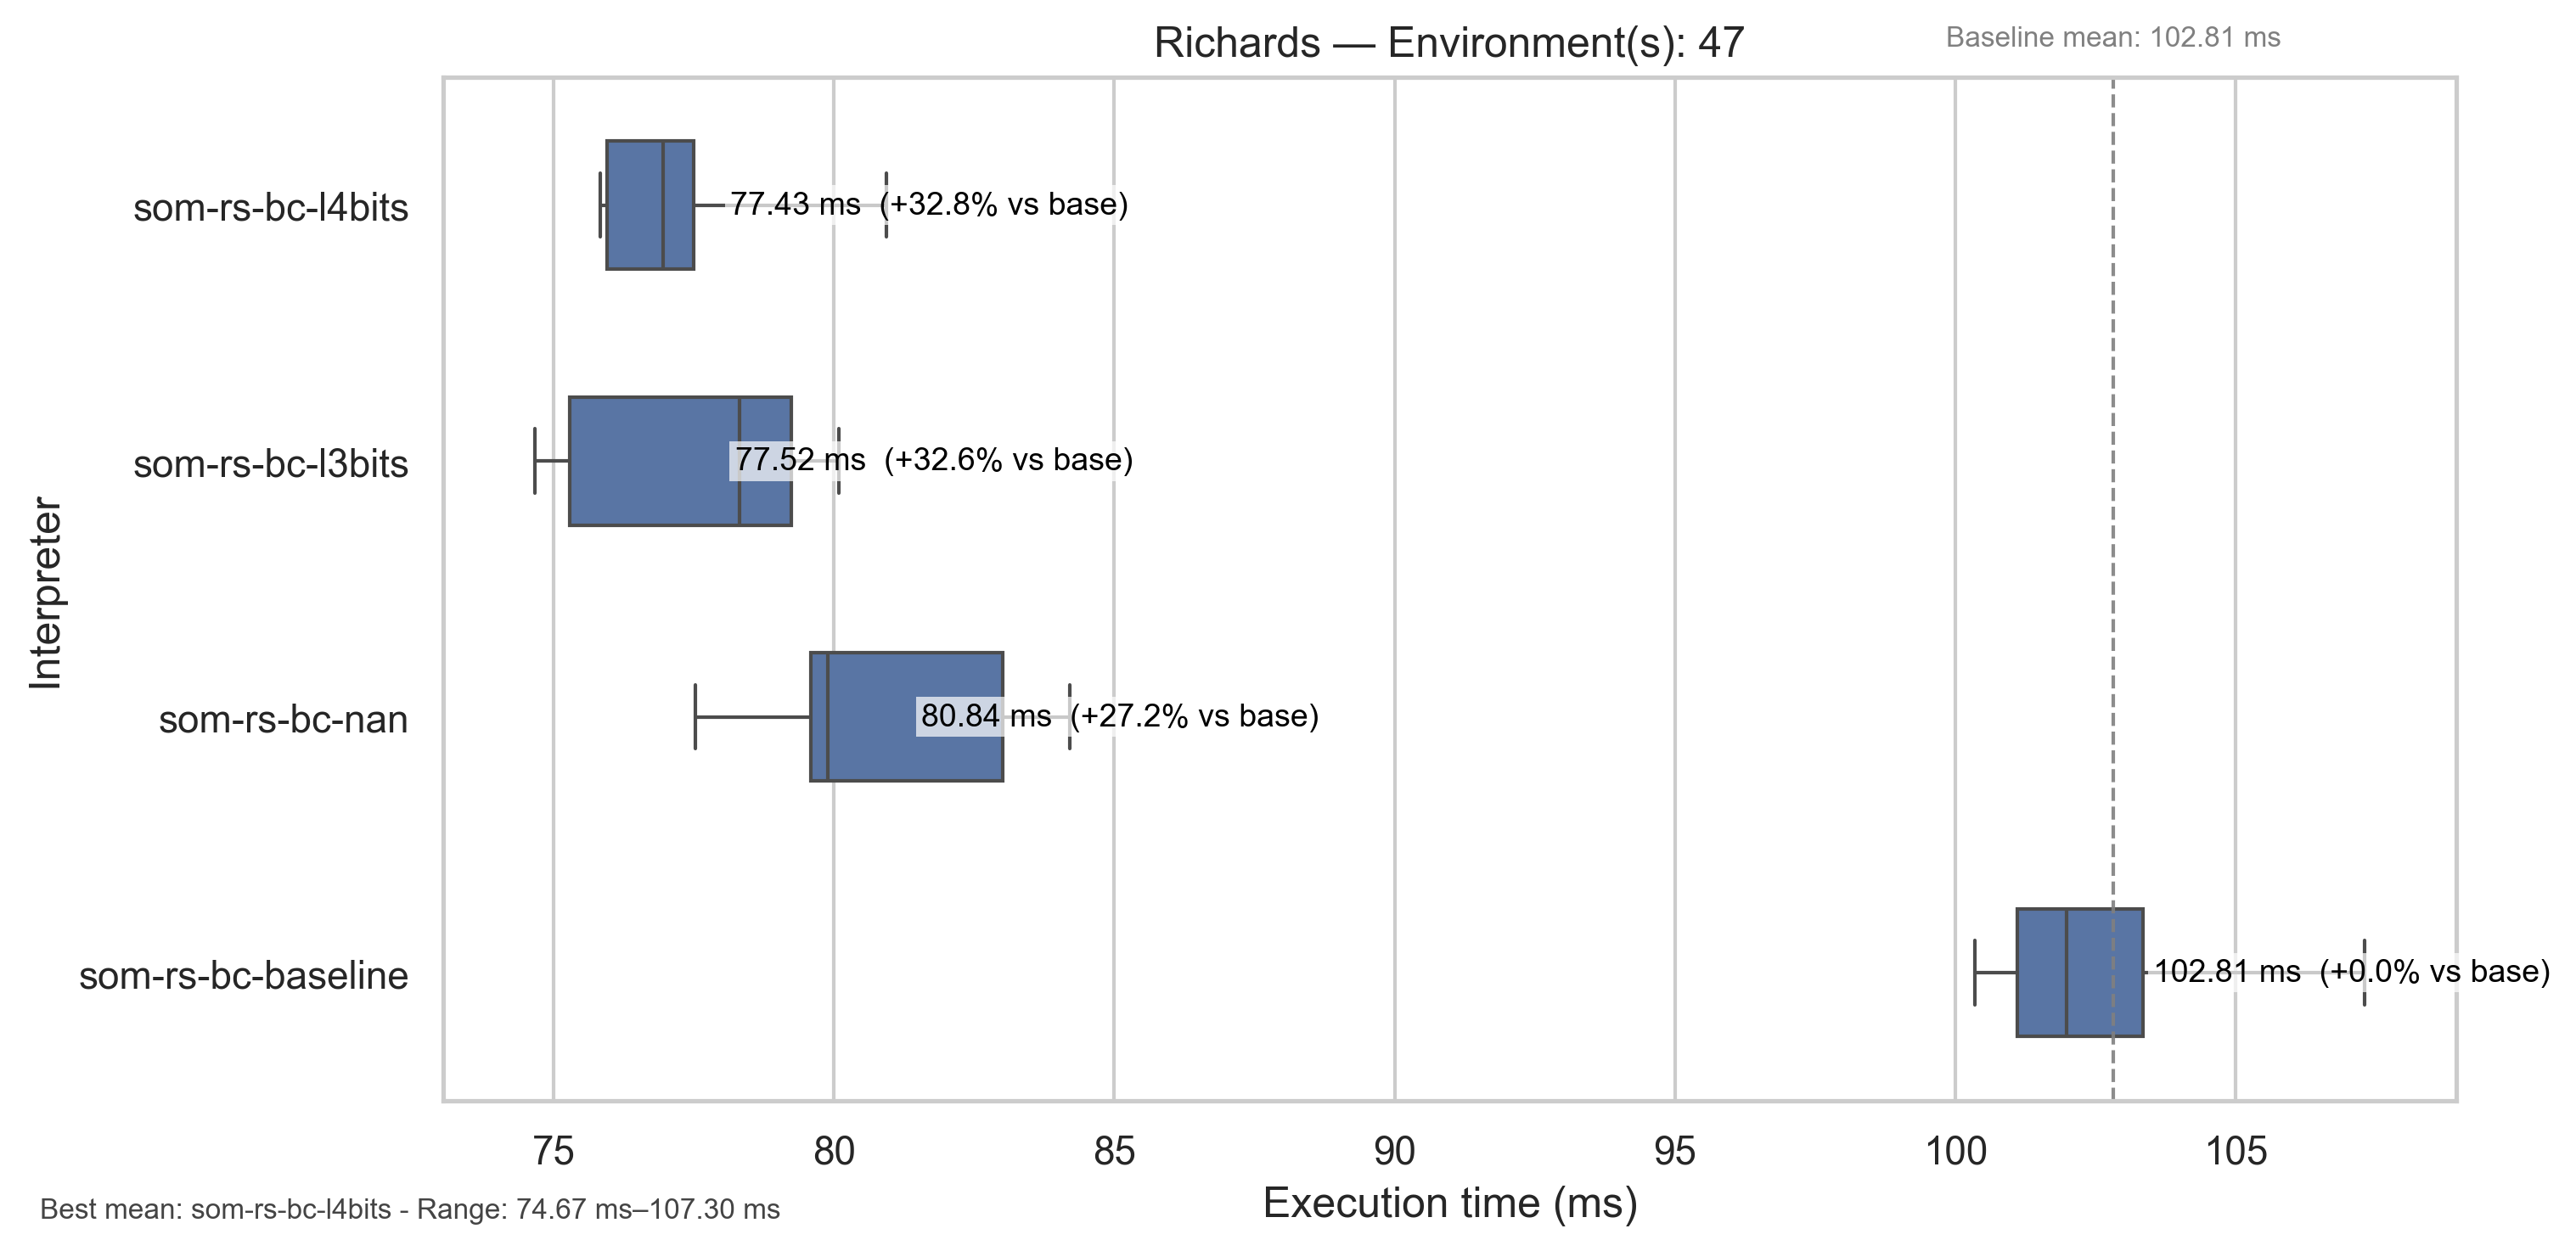 Richards — Environment(s): 47
Baseline mean: 102.81 ms
Interpreter
som-rs-bc-l4bits
77.43 ms  (+32.8% vs base)
som-rs-bc-l3bits
77.52 ms  (+32.6% vs base)
som-rs-bc-nan
80.84 ms  (+27.2% vs base)
som-rs-bc-baseline
102.81 ms  (+0.0% vs base)
75 80 85 90 95 100 105
Execution time (ms)
Best mean: som-rs-bc-l4bits - Range: 74.67 ms–107.30 ms